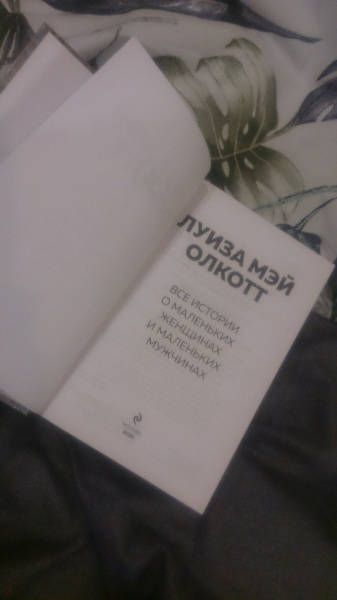 ЛУИЗА МЭЙ
ОЛКОТТ
ВСЕ ИСТОРИИ
О МАЛЕНЬКИХ
ЖЕНЩИНАХ
И МАЛЕНЬКИХ
МУЖЧИНАХ